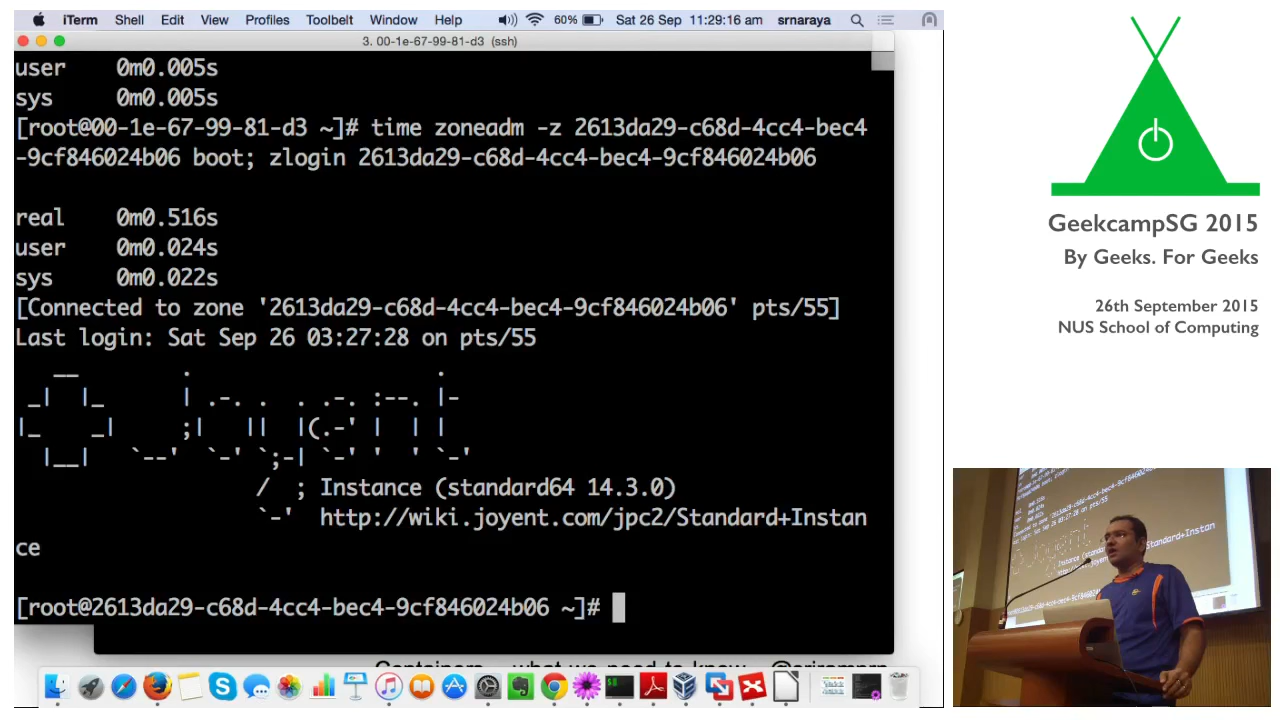 iTerm Shell Edit View Profiles Toolbelt Window Help 60% Sat 26 Sep 11:29:16 am srnaraya
3. 00-1e-67-99-81-d3 (ssh)
user 0m0.005s
sys 0m0.005s
[root@00-1e-67-99-81-d3 ~]# time zoneadm -z 2613da29-c68d-4cc4-bec4
-9cf846024b06 boot; zlogin 2613da29-c68d-4cc4-bec4-9cf846024b06
real 0m0.516s
user 0m0.024s
sys 0m0.022s
[Connected to zone '2613da29-c68d-4cc4-bec4-9cf846024b06' pts/55]
Last login: Sat Sep 26 03:27:28 on pts/55
; Instance (standard64 14.3.0)
http://wiki.joyent.com/jpc2/Standard+Instan
ce
[root@2613da29-c68d-4cc4-bec4-9cf846024b06 ~]#
Containers - what we need to know
GeekcampSG 2015
By Geeks. For Geeks
26th September 2015
NUS School of Computing